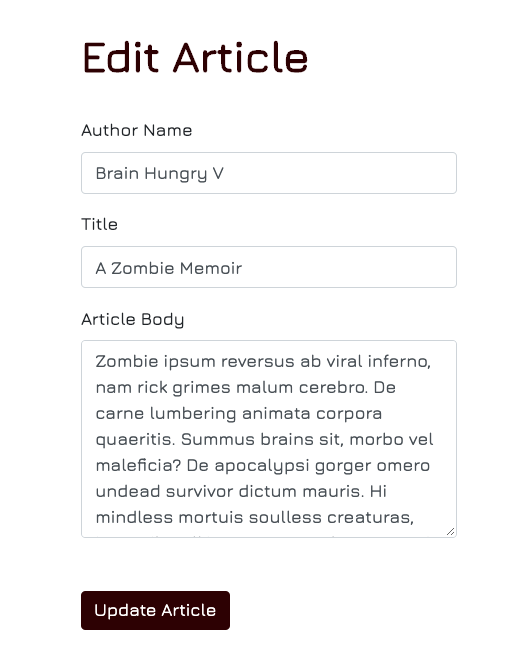 Edit Article
Author Name
Brain Hungry V
Title
A Zombie Memoir
Article Body
Zombie ipsum reversus ab viral inferno,
nam rick grimes malum cerebro. De
carne lumbering animata corpora
quaeritis. Summus brains sit, morbo vel
maleficia? De apocalypsi gorger omero
undead survivor dictum mauris. Hi
mindless mortuis soulless creaturas,
Update Article